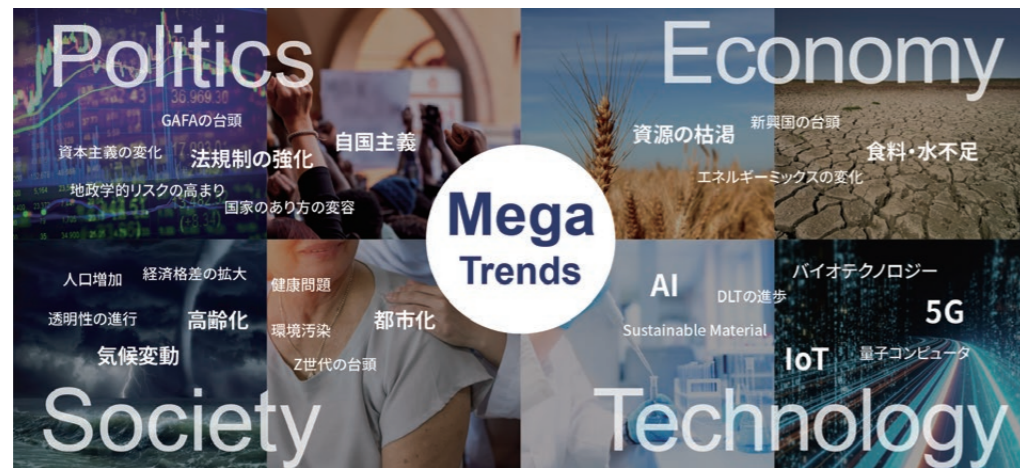 Politics
GAFAの台頭
資本主義の変化
法規制の強化
自国主義
地政学的リスクの高まり
国家のあり方の変容
Economy
資源の枯渇
新興国の台頭
食料・水不足
エネルギーミックスの変化
Mega
Trends
人口増加
経済格差の拡大
健康問題
透明性の進行
高齢化
環境汚染
都市化
気候変動
Z世代の台頭
Society
AI
DLTの進歩
バイオテクノロジー
Sustainable Material
5G
IoT
量子コンピュータ
Technology